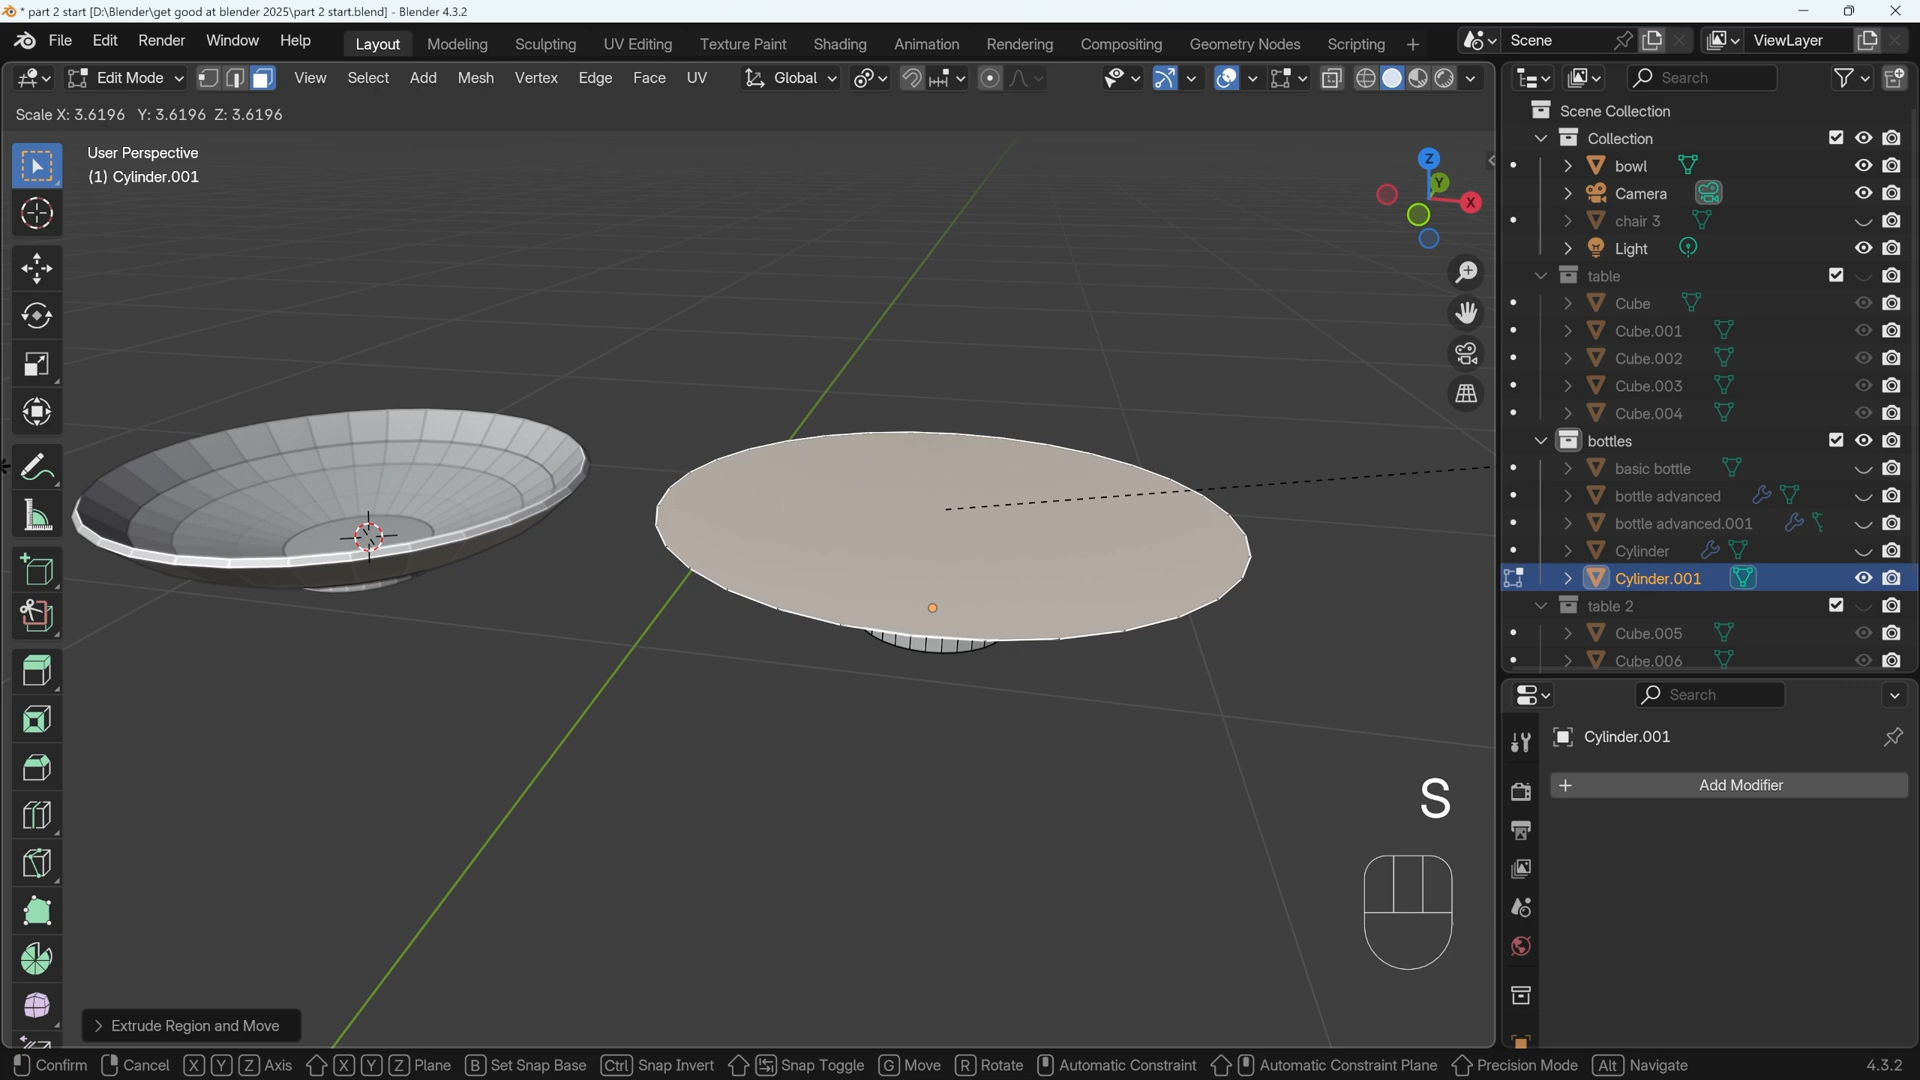 * part 2 start [D:\Blender\get good at blender 2025\part 2 start.blend] - Blender 4.3.2
File Edit Render Window Help Layout Modeling Sculpting UV Editing Texture Paint Shading Animation Rendering Compositing Geometry Nodes Scripting + Scene ViewLayer
Edit Mode View Select Add Mesh Vertex Edge Face UV Global Search
Scale X: 3.6196 Y: 3.6196 Z: 3.6196
User Perspective
(1) Cylinder.001
Z
Y
X
Scene Collection
Collection
bowl
Camera
chair 3
Light
table
Cube
Cube.001
Cube.002
Cube.003
Cube.004
bottles
basic bottle
bottle advanced
bottle advanced.001
Cylinder
Cylinder.001
table 2
Cube.005
Cube.006
Search
Cylinder.001
+ Add Modifier
S
Extrude Region and Move
Confirm Cancel X Y Z Axis X Y Z Plane B Set Snap Base Ctrl Snap Invert Snap Toggle G Move R Rotate Automatic Constraint Automatic Constraint Plane Precision Mode Alt Navigate 4.3.2